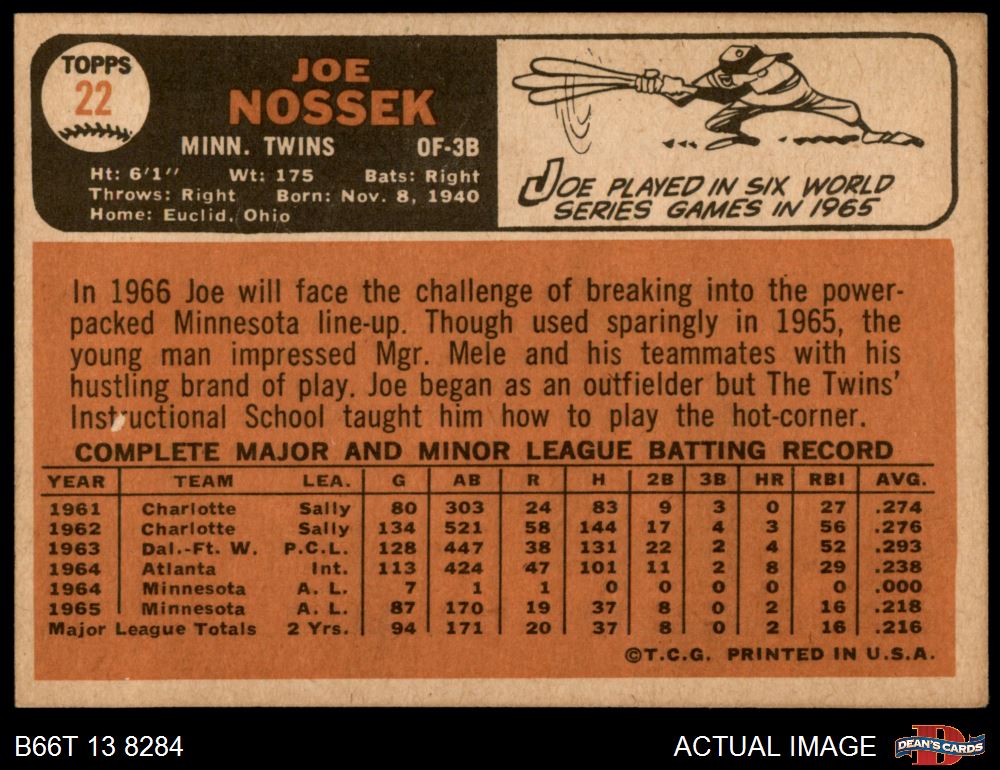 TOPPS
22
JOE
NOSSEK
MINN. TWINS OF-3B
Ht: 6'1" Wt: 175 Bats: Right
Throws: Right Born: Nov. 8, 1940
Home: Euclid, Ohio
JOE PLAYED IN SIX WORLD
SERIES GAMES IN 1965
In 1966 Joe will face the challenge of breaking into the power-
packed Minnesota line-up. Though used sparingly in 1965, the
young man impressed Mgr. Mele and his teammates with his
hustling brand of play. Joe began as an outfielder but The Twins'
Instructional School taught him how to play the hot-corner.
COMPLETE MAJOR AND MINOR LEAGUE BATTING RECORD
YEAR TEAM LEA. G AB R H 2B 3B HR RBI AVG.
1961 Charlotte Sally 80 303 24 83 9 3 0 27 .274
1962 Charlotte Sally 134 521 58 144 17 4 3 56 .276
1963 Dal.-Ft. W. P.C.L. 128 447 38 131 22 2 4 52 .293
1964 Atlanta Int. 113 424 47 101 11 2 8 29 .238
1964 Minnesota A. L. 7 1 1 0 0 0 0 0 .000
1965 Minnesota A. L. 87 170 19 37 8 0 2 16 .218
Major League Totals 2 Yrs. 94 171 20 37 8 0 2 16 .216
©T.C.G. PRINTED IN U.S.A.
B66T 13 8284 ACTUAL IMAGE DEAN'S CARDS